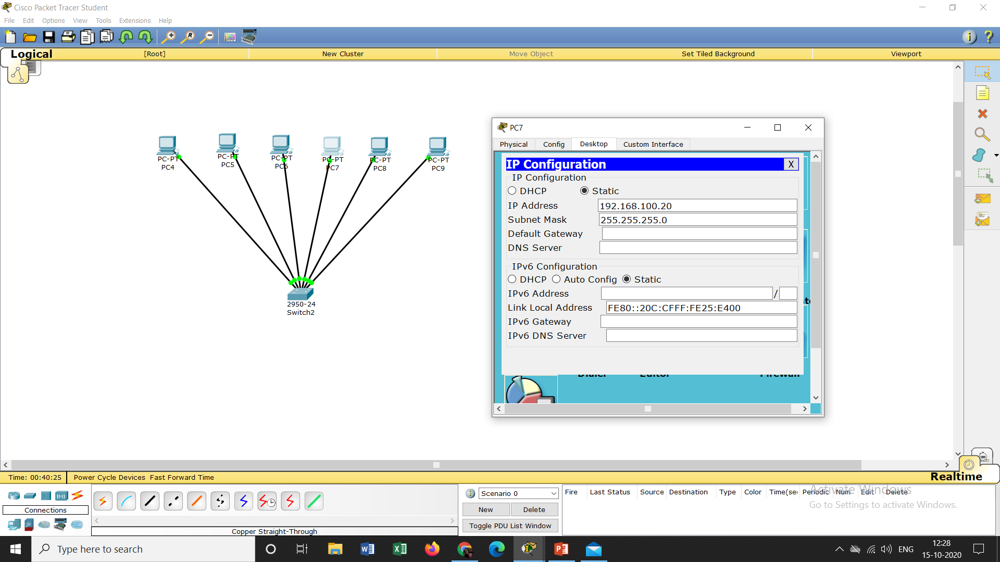 Cisco Packet Tracer Student
File Edit Options View Tools Extensions Help
Logical [Root] New Cluster Move Object Set Tiled Background Viewport
PC-PT
PC4
PC-PT
PC5
PC-PT
PC6
PC-PT
PC7
PC-PT
PC8
PC-PT
PC9
2950-24
Switch2
PC7
Physical Config Desktop Custom Interface
IP Configuration X
IP Configuration
DHCP Static
IP Address 192.168.100.20
Subnet Mask 255.255.255.0
Default Gateway
DNS Server
IPv6 Configuration
DHCP Auto Config Static
IPv6 Address /
Link Local Address FE80::20C:CFFF:FE25:E400
IPv6 Gateway
IPv6 DNS Server
Dialer Editor Firewall
Time: 00:40:25 Power Cycle Devices Fast Forward Time
Realtime
Connections
Copper Straight-Through
Scenario 0
New Delete
Toggle PDU List Window
Fire Last Status Source Destination Type Color Time(sec Periodic Num Edit Delete
Activate Windows
Go to Settings to activate Windows.
Type here to search
ENG
12:28
15-10-2020